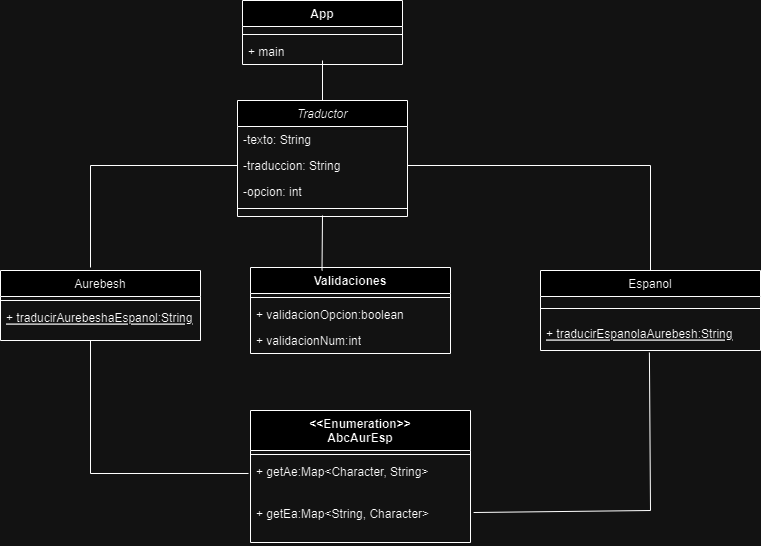 App
+ main
Traductor
-texto: String
-traduccion: String
-opcion: int
Aurebesh
+ traducirAurebeshaEspanol:String
Validaciones
+ validacionOpcion:boolean
+ validacionNum:int
Espanol
+ traducirEspanolaAurebesh:String
<<Enumeration>>
AbcAurEsp
+ getAe:Map<Character, String>
+ getEa:Map<String, Character>